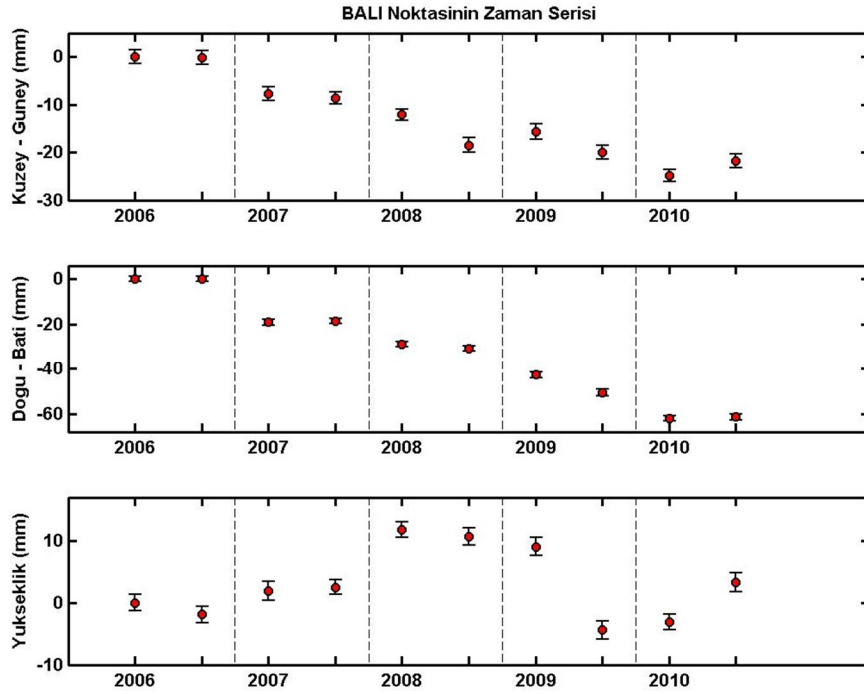 BALI Noktasinin Zaman Serisi
Kuzey - Guney (mm)
0
-10
-20
-30
2006 2007 2008 2009 2010
Dogu - Bati (mm)
0
-20
-40
-60
2006 2007 2008 2009 2010
Yukseklik (mm)
10
0
-10
2006 2007 2008 2009 2010